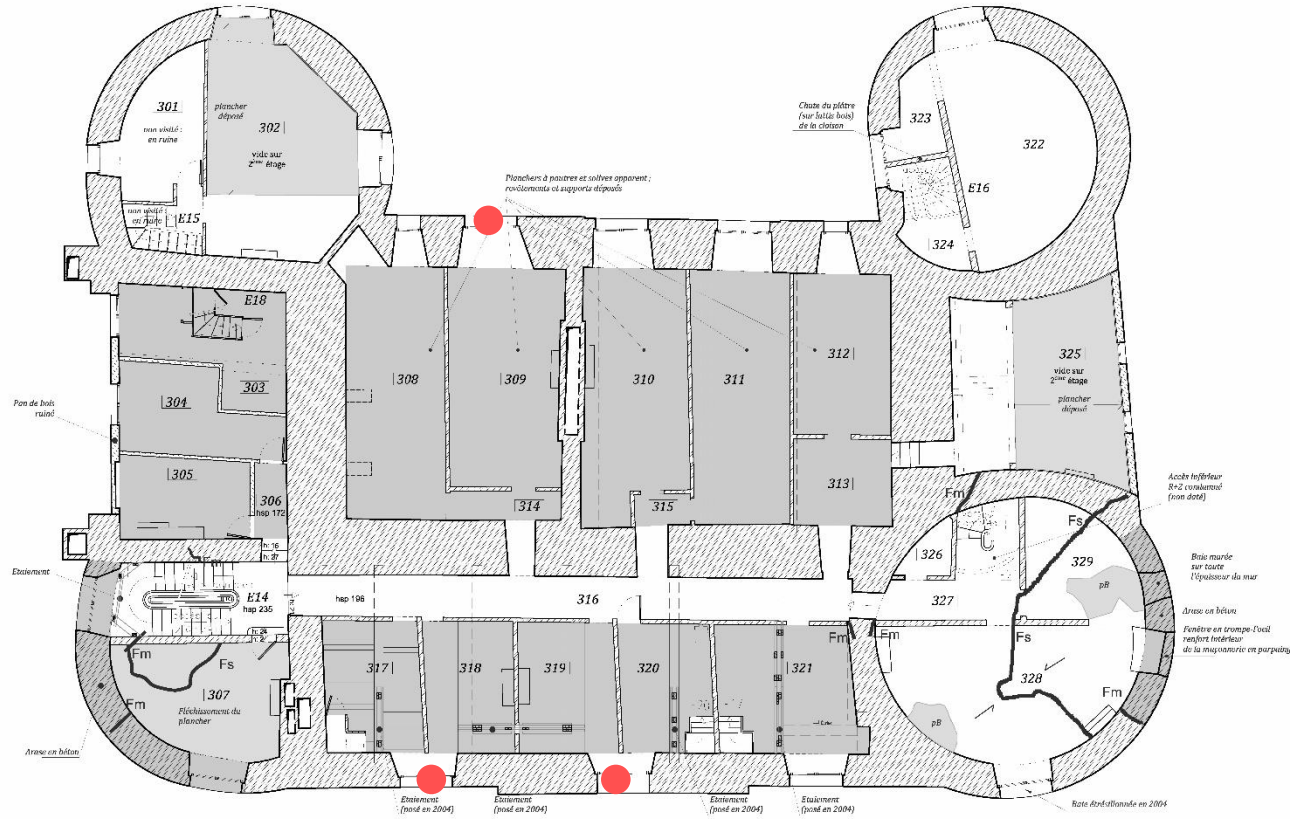 301
non visité :
en ruine
plancher
déposé
302
vide sur
2ème étage
non visité :
en ruine
E15
Chute du plâtre
(sur lattis bois)
de la cloison
323
322
E16
324
Planchers à poutres et solives apparent ;
revêtements et supports déposés
E18
303
304
Pan de bois
ruiné
305
306
hsp 172
308
309
310
311
312
313
314
315
325
vide sur
2ème étage
plancher
déposé
Accès inférieur
R+2 condamné
(non daté)
h: 16
h: 27
Etaiement
E14
hap 235
hsp 196
316
326
327
329
Fm
Fs
pB
Baie murée
sur toute
l'épaisseur du mur
Arase en béton
Fenêtre en trompe-l'oeil
renfort intérieur
de la maçonnerie en parpaing
Fm
Fs
307
Fléchissement du
plancher
Fm
317
318
319
320
321
Fm
Fm
Fs
328
Fm
pB
Arase en béton
Etaiement
(posé en 2004)
Etaiement
(posé en 2004)
Etaiement
(posé en 2004)
Etaiement
(posé en 2004)
Baie étrésillonnée en 2004